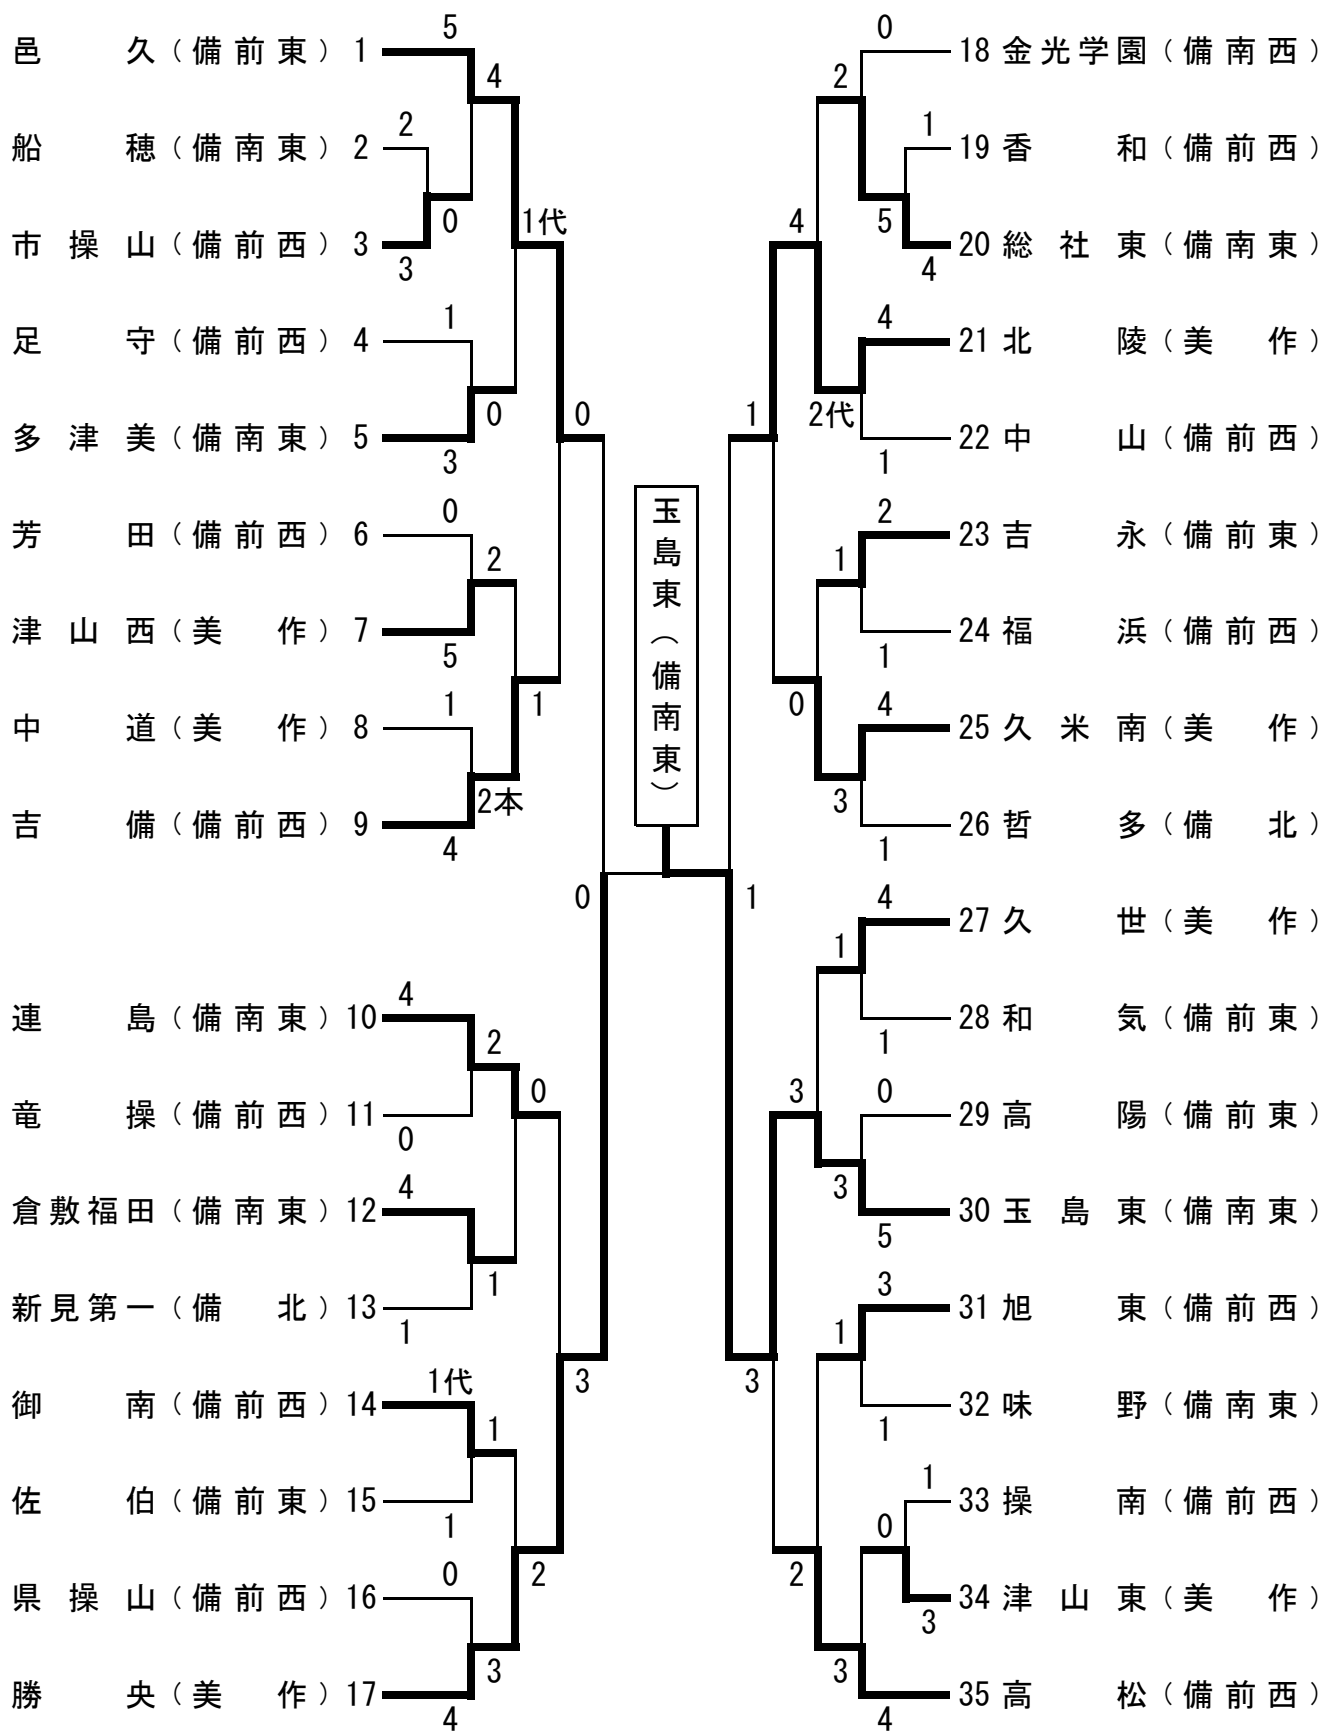 5
邑久（備前東）1
4
2
船穂（備南東）2
0
市操山（備前西）3
3
1代
1
足守（備前西）4
0
多津美（備南東）5
3
0
0
芳田（備前西）6
2
津山西（美作）7
5
1
1
中道（美作）8
2本
吉備（備前西）9
4
0
4
連島（備南東）10
2
0
竜操（備前西）11
0
4
倉敷福田（備南東）12
1
新見第一（備北）13
1
3
1代
御南（備前西）14
1
佐伯（備前東）15
1
0
2
県操山（備前西）16
3
勝央（美作）17
4
玉島東（備南東）
0
18 金光学園（備南西）
2
1
19 香和（備前西）
5
20 総社東（備南東）
4
4
4
21 北陵（美作）
2代
22 中山（備前西）
1
1
2
23 吉永（備前東）
1
24 福浜（備前西）
1
0
4
25 久米南（美作）
3
26 哲多（備北）
1
1
4
27 久世（美作）
1
28 和気（備前東）
1
3
0
29 高陽（備前東）
3
30 玉島東（備南東）
5
3
31 旭東（備前西）
1
3
32 味野（備南東）
1
1
33 操南（備前西）
0
2
34 津山東（美作）
3
3
35 高松（備前西）
4